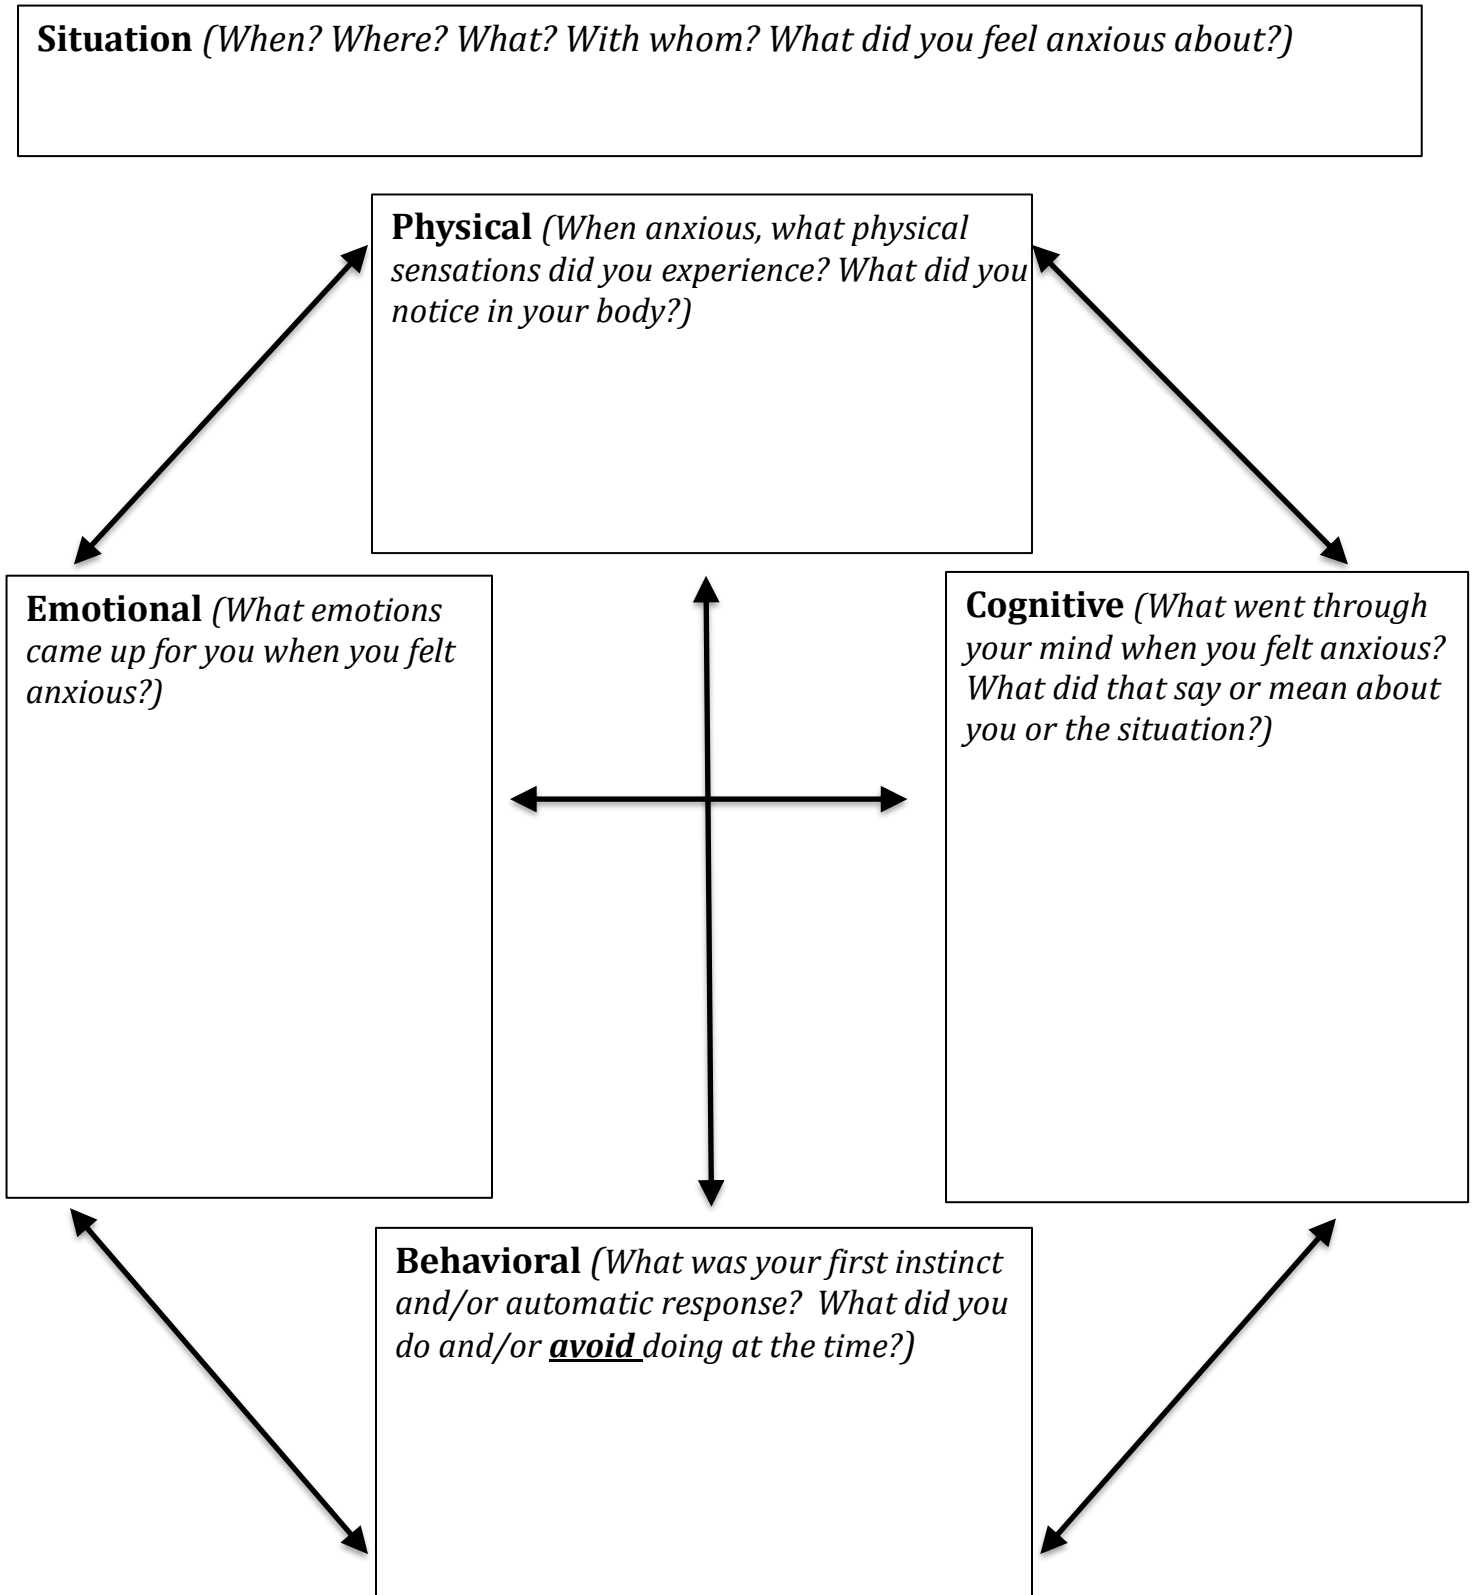 Situation (When? Where? What? With whom? What did you feel anxious about?)
Physical (When anxious, what physical
sensations did you experience? What did you
notice in your body?)
Emotional (What emotions
came up for you when you felt
anxious?)
Cognitive (What went through
your mind when you felt anxious?
What did that say or mean about
you or the situation?)
Behavioral (What was your first instinct
and/or automatic response?  What did you
do and/or avoid doing at the time?)